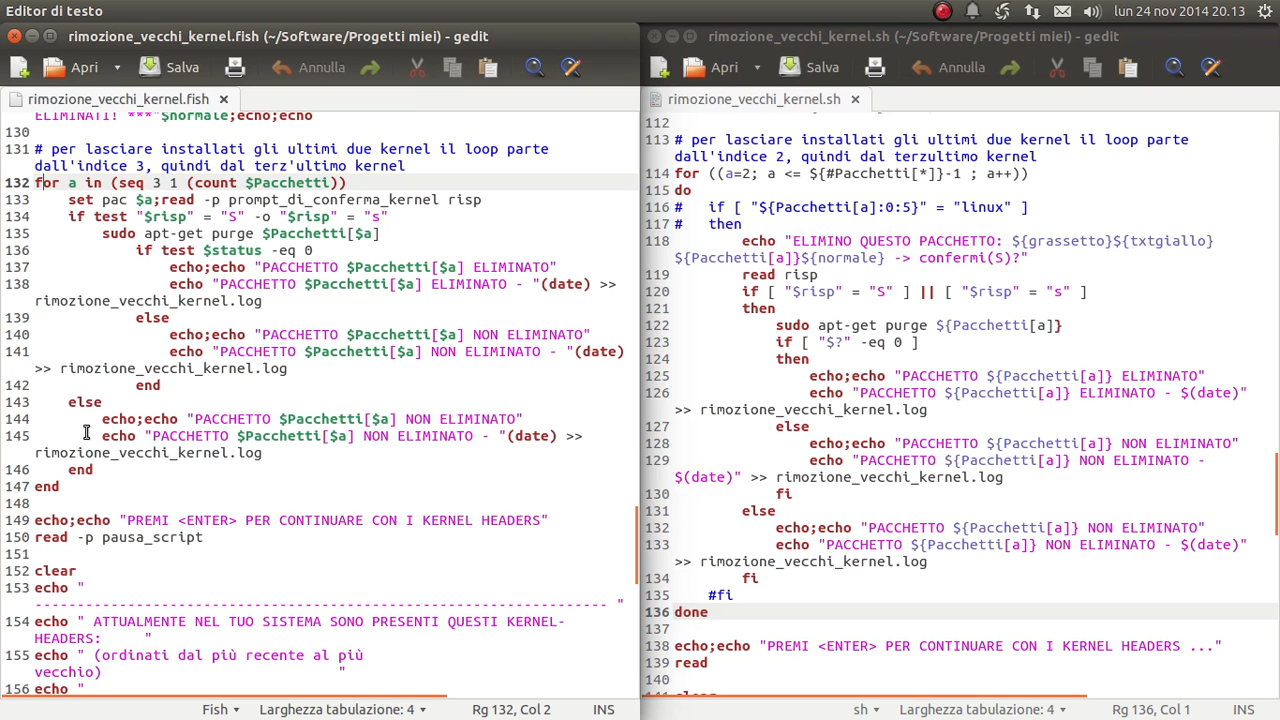 Editor di testo
lun 24 nov 2014 20.13
rimozione_vecchi_kernel.fish (~/Software/Progetti miei) - gedit
Apri
Salva
Annulla
rimozione_vecchi_kernel.fish
ELIMINATI! ***"$normale;echo;echo
130
131 # per lasciare installati gli ultimi due kernel il loop parte
dall'indice 3, quindi dal terz'ultimo kernel
132 for a in (seq 3 1 (count $Pacchetti))
133 set pac $a;read -p prompt_di_conferma_kernel risp
134 if test "$risp" = "S" -o "$risp" = "s"
135 sudo apt-get purge $Pacchetti[$a]
136 if test $status -eq 0
137 echo;echo "PACCHETTO $Pacchetti[$a] ELIMINATO"
138 echo "PACCHETTO $Pacchetti[$a] ELIMINATO - "(date) >>
rimozione_vecchi_kernel.log
139 else
140 echo;echo "PACCHETTO $Pacchetti[$a] NON ELIMINATO"
141 echo "PACCHETTO $Pacchetti[$a] NON ELIMINATO - "(date)
>> rimozione_vecchi_kernel.log
142 end
143 else
144 echo;echo "PACCHETTO $Pacchetti[$a] NON ELIMINATO"
145 echo "PACCHETTO $Pacchetti[$a] NON ELIMINATO - "(date) >>
rimozione_vecchi_kernel.log
146 end
147 end
148
149 echo;echo "PREMI <ENTER> PER CONTINUARE CON I KERNEL HEADERS"
150 read -p pausa_script
151
152 clear
153 echo "
-------------------------------------------------------------------- "
154 echo " ATTUALMENTE NEL TUO SISTEMA SONO PRESENTI QUESTI KERNEL-
HEADERS: "
155 echo " (ordinati dal più recente al più
vecchio) "
156 echo "
Fish
Larghezza tabulazione: 4
Rg 132, Col 2
INS
rimozione_vecchi_kernel.sh (~/Software/Progetti miei) - gedit
Apri
Salva
Annulla
rimozione_vecchi_kernel.sh
112
113 # per lasciare installati gli ultimi due kernel il loop parte
dall'indice 2, quindi dal terzultimo kernel
114 for ((a=2; a <= ${#Pacchetti[*]}-1 ; a++))
115 do
116 # if [ "${Pacchetti[a]:0:5}" = "linux" ]
117 # then
118 echo "ELIMINO QUESTO PACCHETTO: ${grassetto}${txtgiallo}
${Pacchetti[a]}${normale} -> confermi(S)?"
119 read risp
120 if [ "$risp" = "S" ] || [ "$risp" = "s" ]
121 then
122 sudo apt-get purge ${Pacchetti[a]}
123 if [ "$?" -eq 0 ]
124 then
125 echo;echo "PACCHETTO ${Pacchetti[a]} ELIMINATO"
126 echo "PACCHETTO ${Pacchetti[a]} ELIMINATO - $(date)"
>> rimozione_vecchi_kernel.log
127 else
128 echo;echo "PACCHETTO ${Pacchetti[a]} NON ELIMINATO"
129 echo "PACCHETTO ${Pacchetti[a]} NON ELIMINATO -
$(date)" >> rimozione_vecchi_kernel.log
130 fi
131 else
132 echo;echo "PACCHETTO ${Pacchetti[a]} NON ELIMINATO"
133 echo "PACCHETTO ${Pacchetti[a]} NON ELIMINATO - $(date)"
>> rimozione_vecchi_kernel.log
134 fi
135 #fi
136 done
137
138 echo;echo "PREMI <ENTER> PER CONTINUARE CON I KERNEL HEADERS ..."
139 read
140
141 clear
sh
Larghezza tabulazione: 4
Rg 136, Col 1
INS